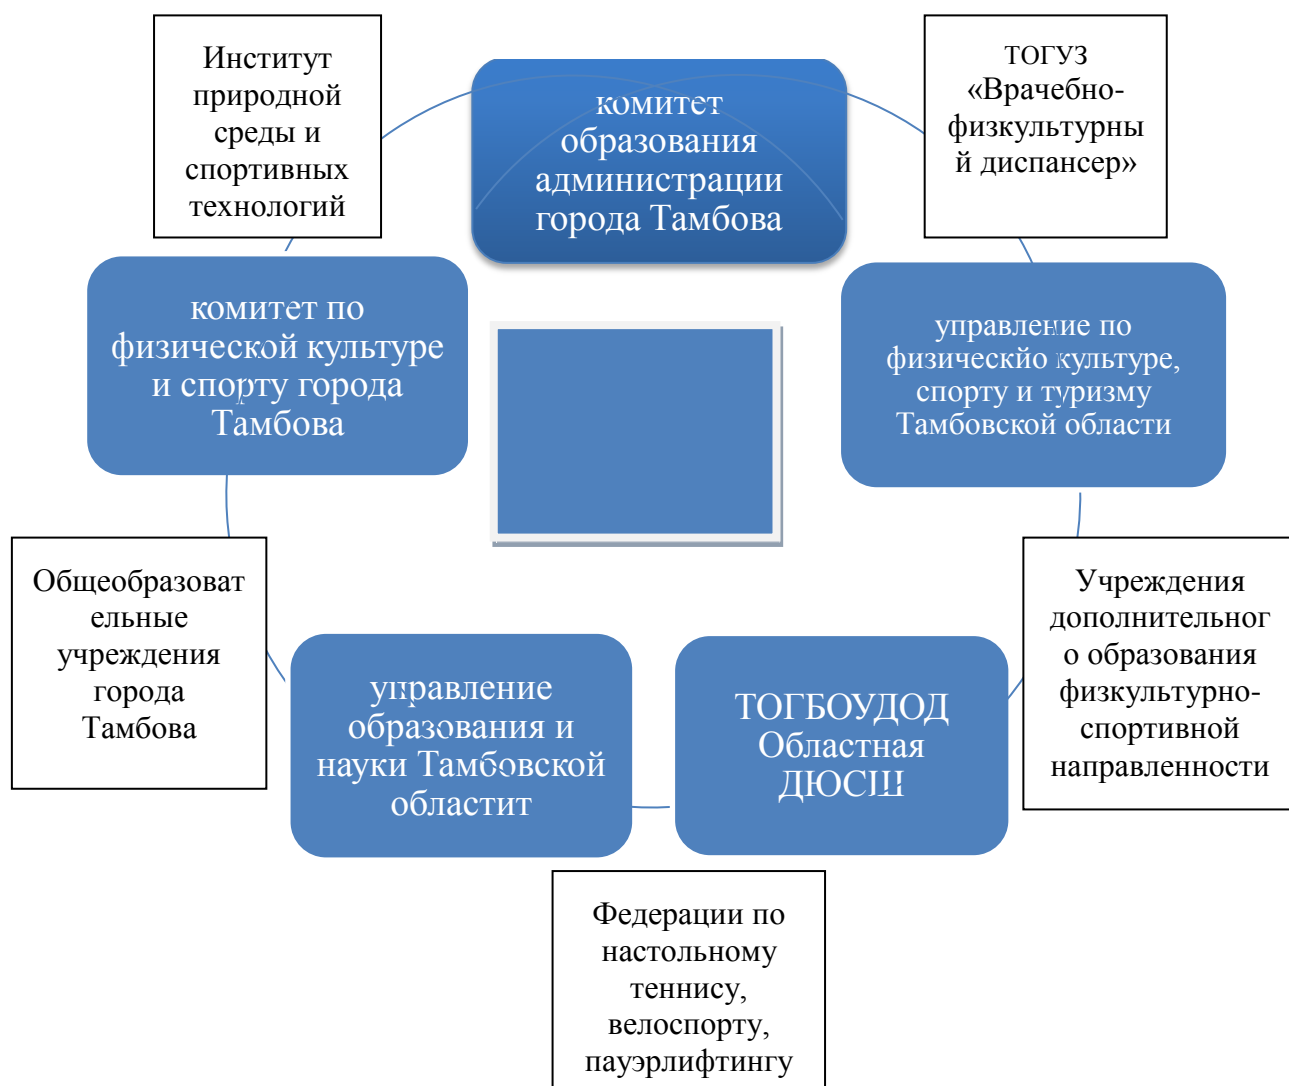 Институт
природной
среды и
спортивных
технологий
комитет
образования
администрации
города Тамбова
ТОГУЗ
«Врачебно-
физкультурны
й диспансер»
комитет по
физической культуре
и спорту города
Тамбова
управление по
физическйо культуре,
спорту и туризму
Тамбовской области
Общеобразоват
ельные
учреждения
города
Тамбова
управление
образования и
науки Тамбовской
областит
ТОГБОУДОД
Областная
ДЮСШ
Учреждения
дополнительног
о образования
физкультурно-
спортивной
направленности
Федерации по
настольному
теннису,
велоспорту,
пауэрлифтингу